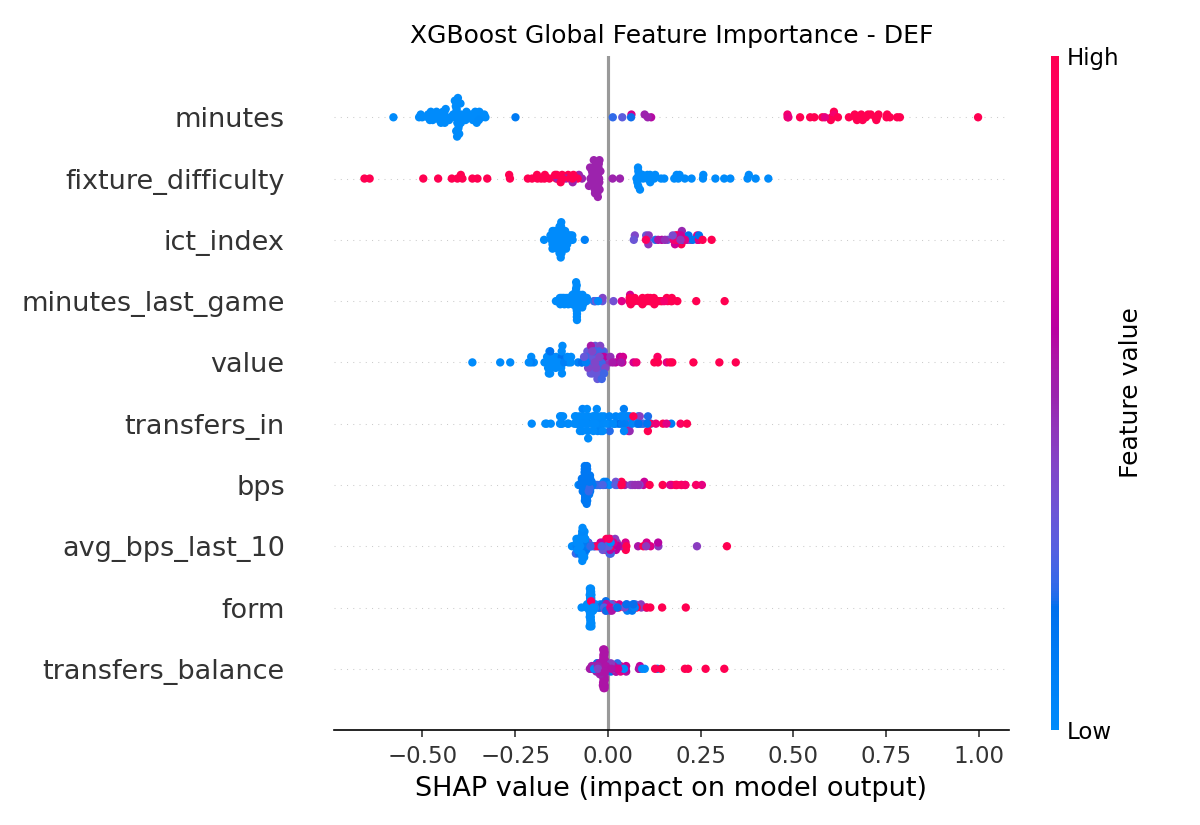 XGBoost Global Feature Importance - DEF
High
minutes
fixture_difficulty
ict_index
minutes_last_game
value
transfers_in
bps
avg_bps_last_10
form
transfers_balance
Feature value
Low
−0.50 −0.25 0.00 0.25 0.50 0.75 1.00
SHAP value (impact on model output)